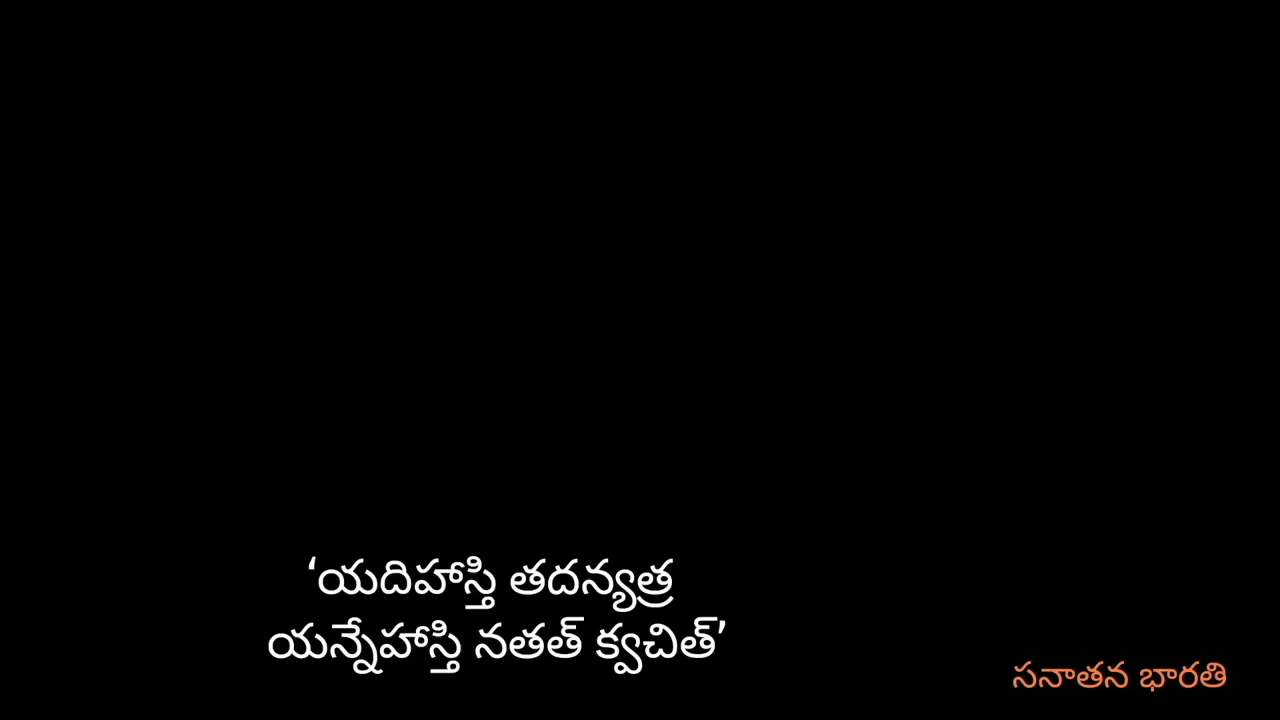 ‘యదిహాస్తి తదన్యత్ర
యన్నేహాస్తి నతత్ క్వచిత్’
సనాతన భారతి